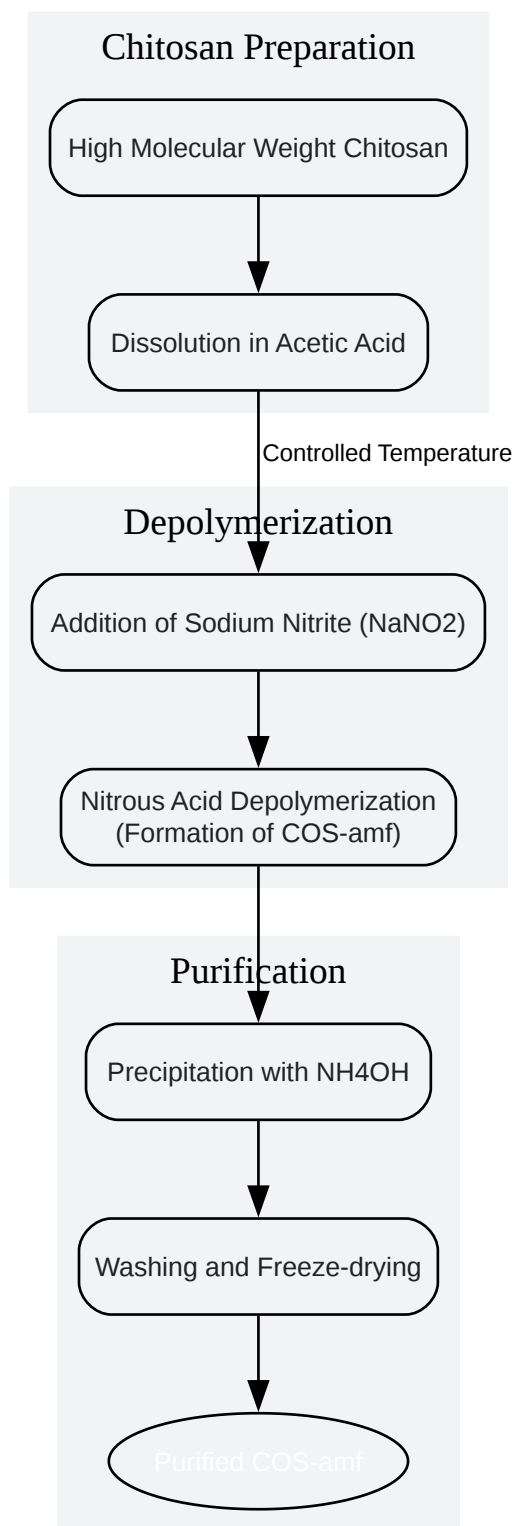 Chitosan Preparation
High Molecular Weight Chitosan
Dissolution in Acetic Acid
Controlled Temperature
Depolymerization
Addition of Sodium Nitrite (NaNO2)
Nitrous Acid Depolymerization
(Formation of COS-amf)
Purification
Precipitation with NH4OH
Washing and Freeze-drying
Purified COS-amf